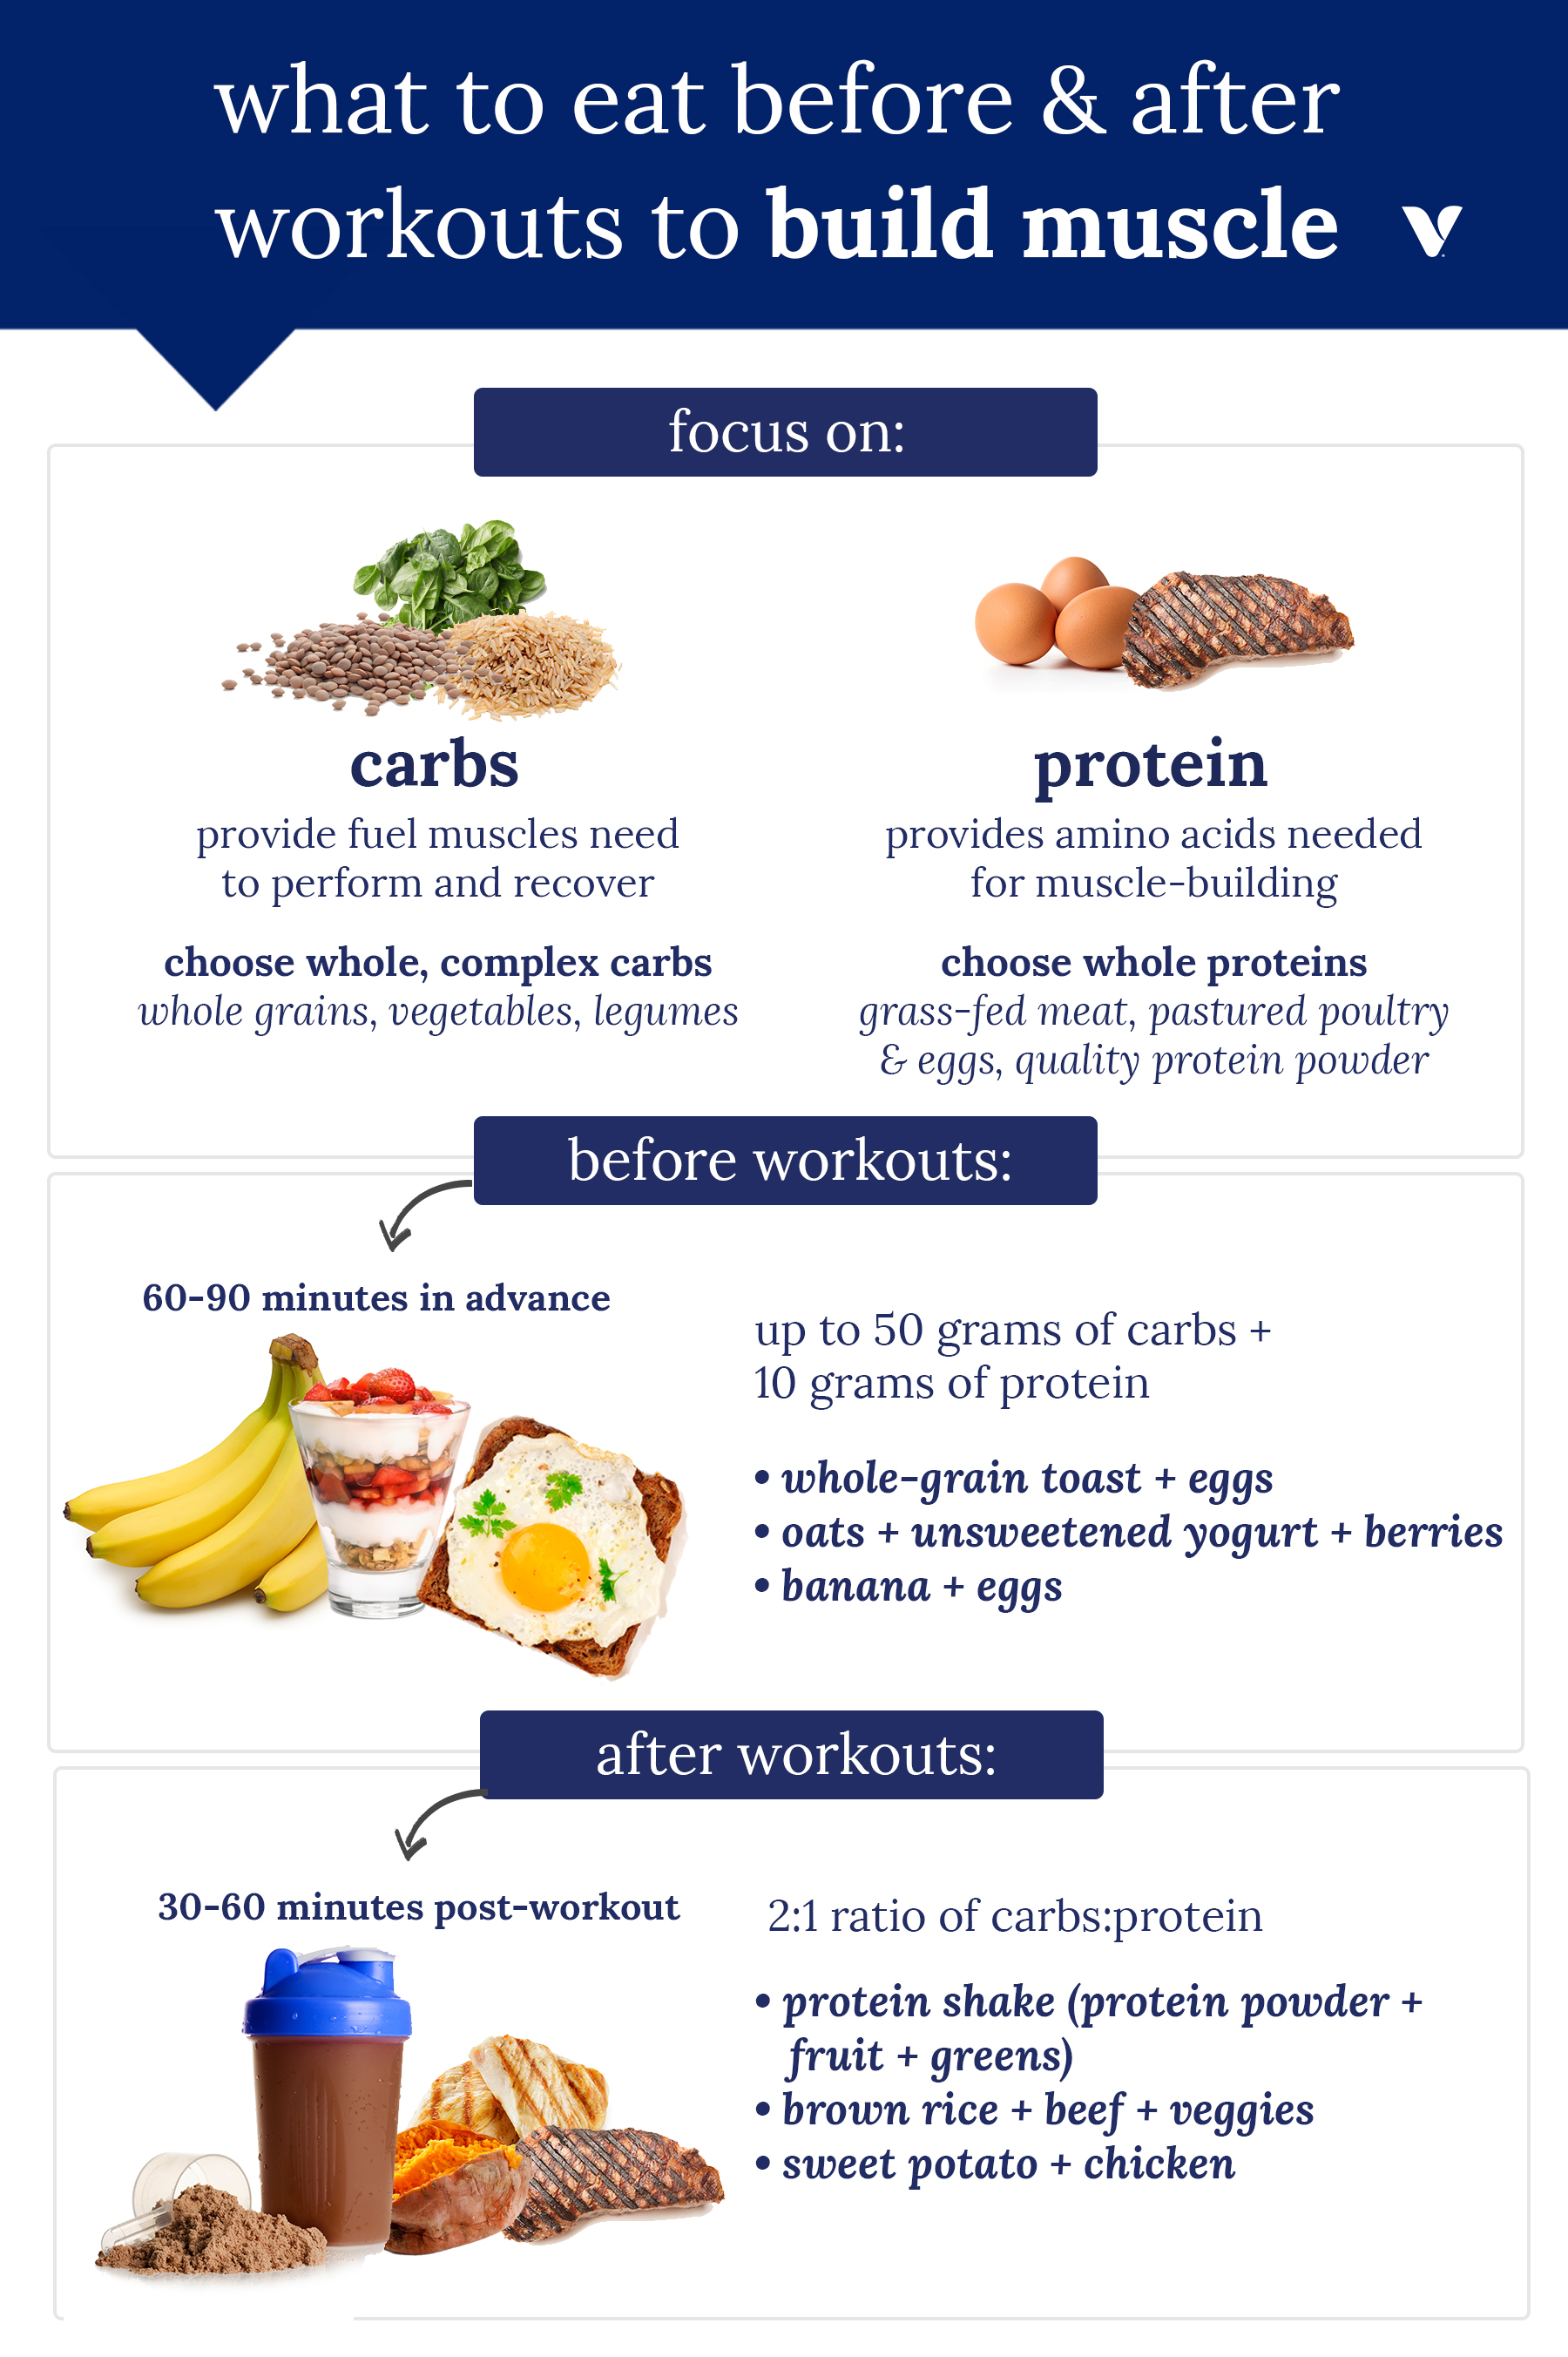 what to eat before & after
workouts to build muscle
focus on:
carbs
provide fuel muscles need
to perform and recover
choose whole, complex carbs
whole grains, vegetables, legumes
protein
provides amino acids needed
for muscle-building
choose whole proteins
grass-fed meat, pastured poultry
& eggs, quality protein powder
before workouts:
60-90 minutes in advance
up to 50 grams of carbs +
10 grams of protein
• whole-grain toast + eggs
• oats + unsweetened yogurt + berries
• banana + eggs
after workouts:
30-60 minutes post-workout
2:1 ratio of carbs:protein
• protein shake (protein powder +
fruit + greens)
• brown rice + beef + veggies
• sweet potato + chicken